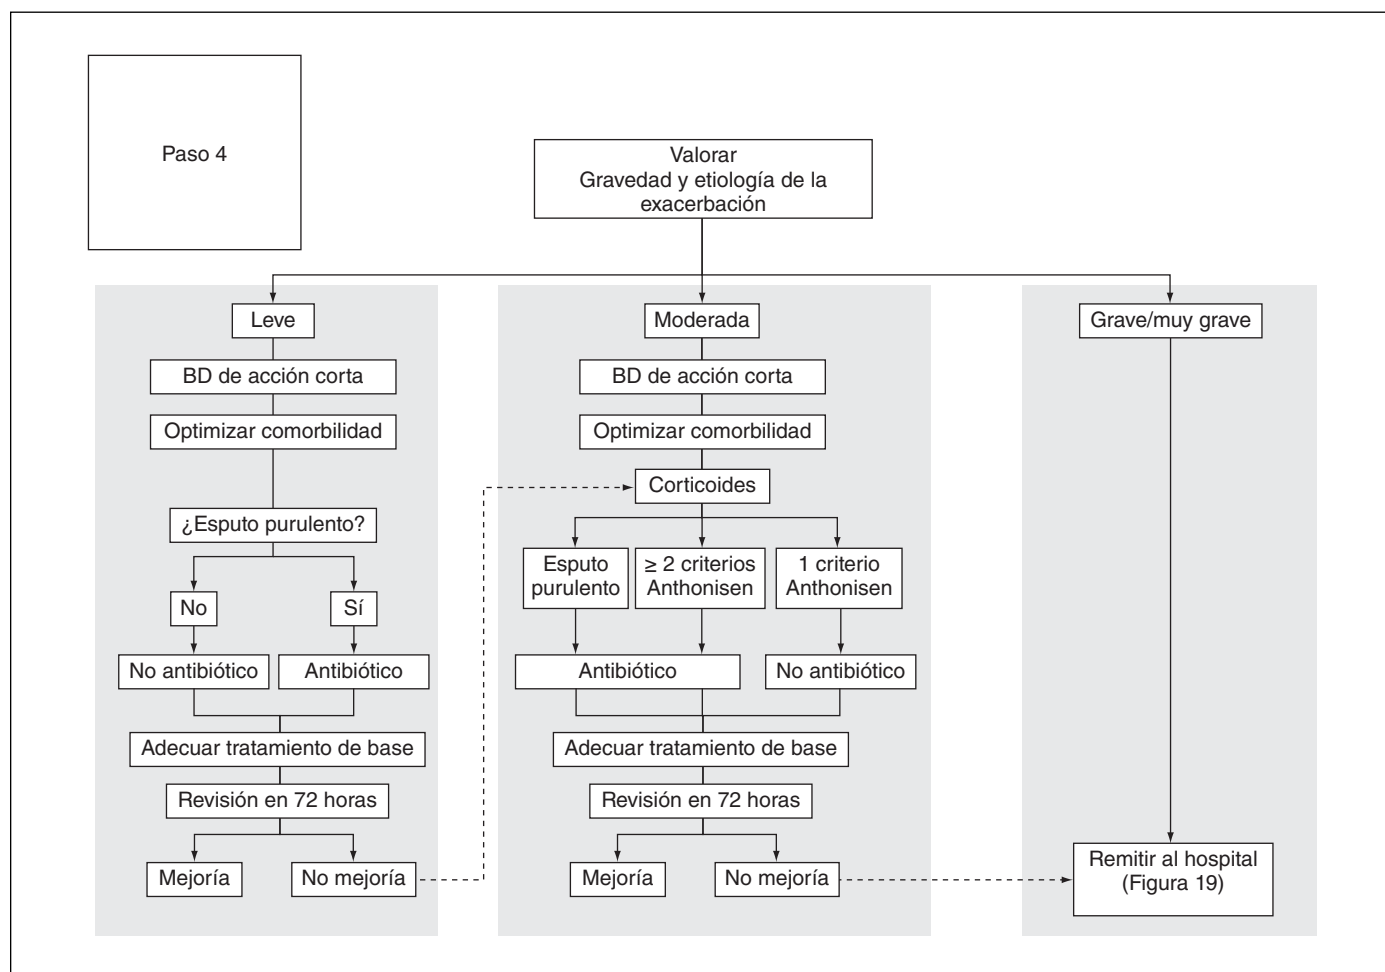 Paso 4
Valorar
Gravedad y etiología de la
exacerbación
Leve
BD de acción corta
Optimizar comorbilidad
¿Esputo purulento?
No
Sí
No antibiótico
Antibiótico
Adecuar tratamiento de base
Revisión en 72 horas
Mejoría
No mejoría
Moderada
BD de acción corta
Optimizar comorbilidad
Corticoides
Esputo
purulento
≥ 2 criterios
Anthonisen
1 criterio
Anthonisen
Antibiótico
No antibiótico
Adecuar tratamiento de base
Revisión en 72 horas
Mejoría
No mejoría
Grave/muy grave
Remitir al hospital
(Figura 19)